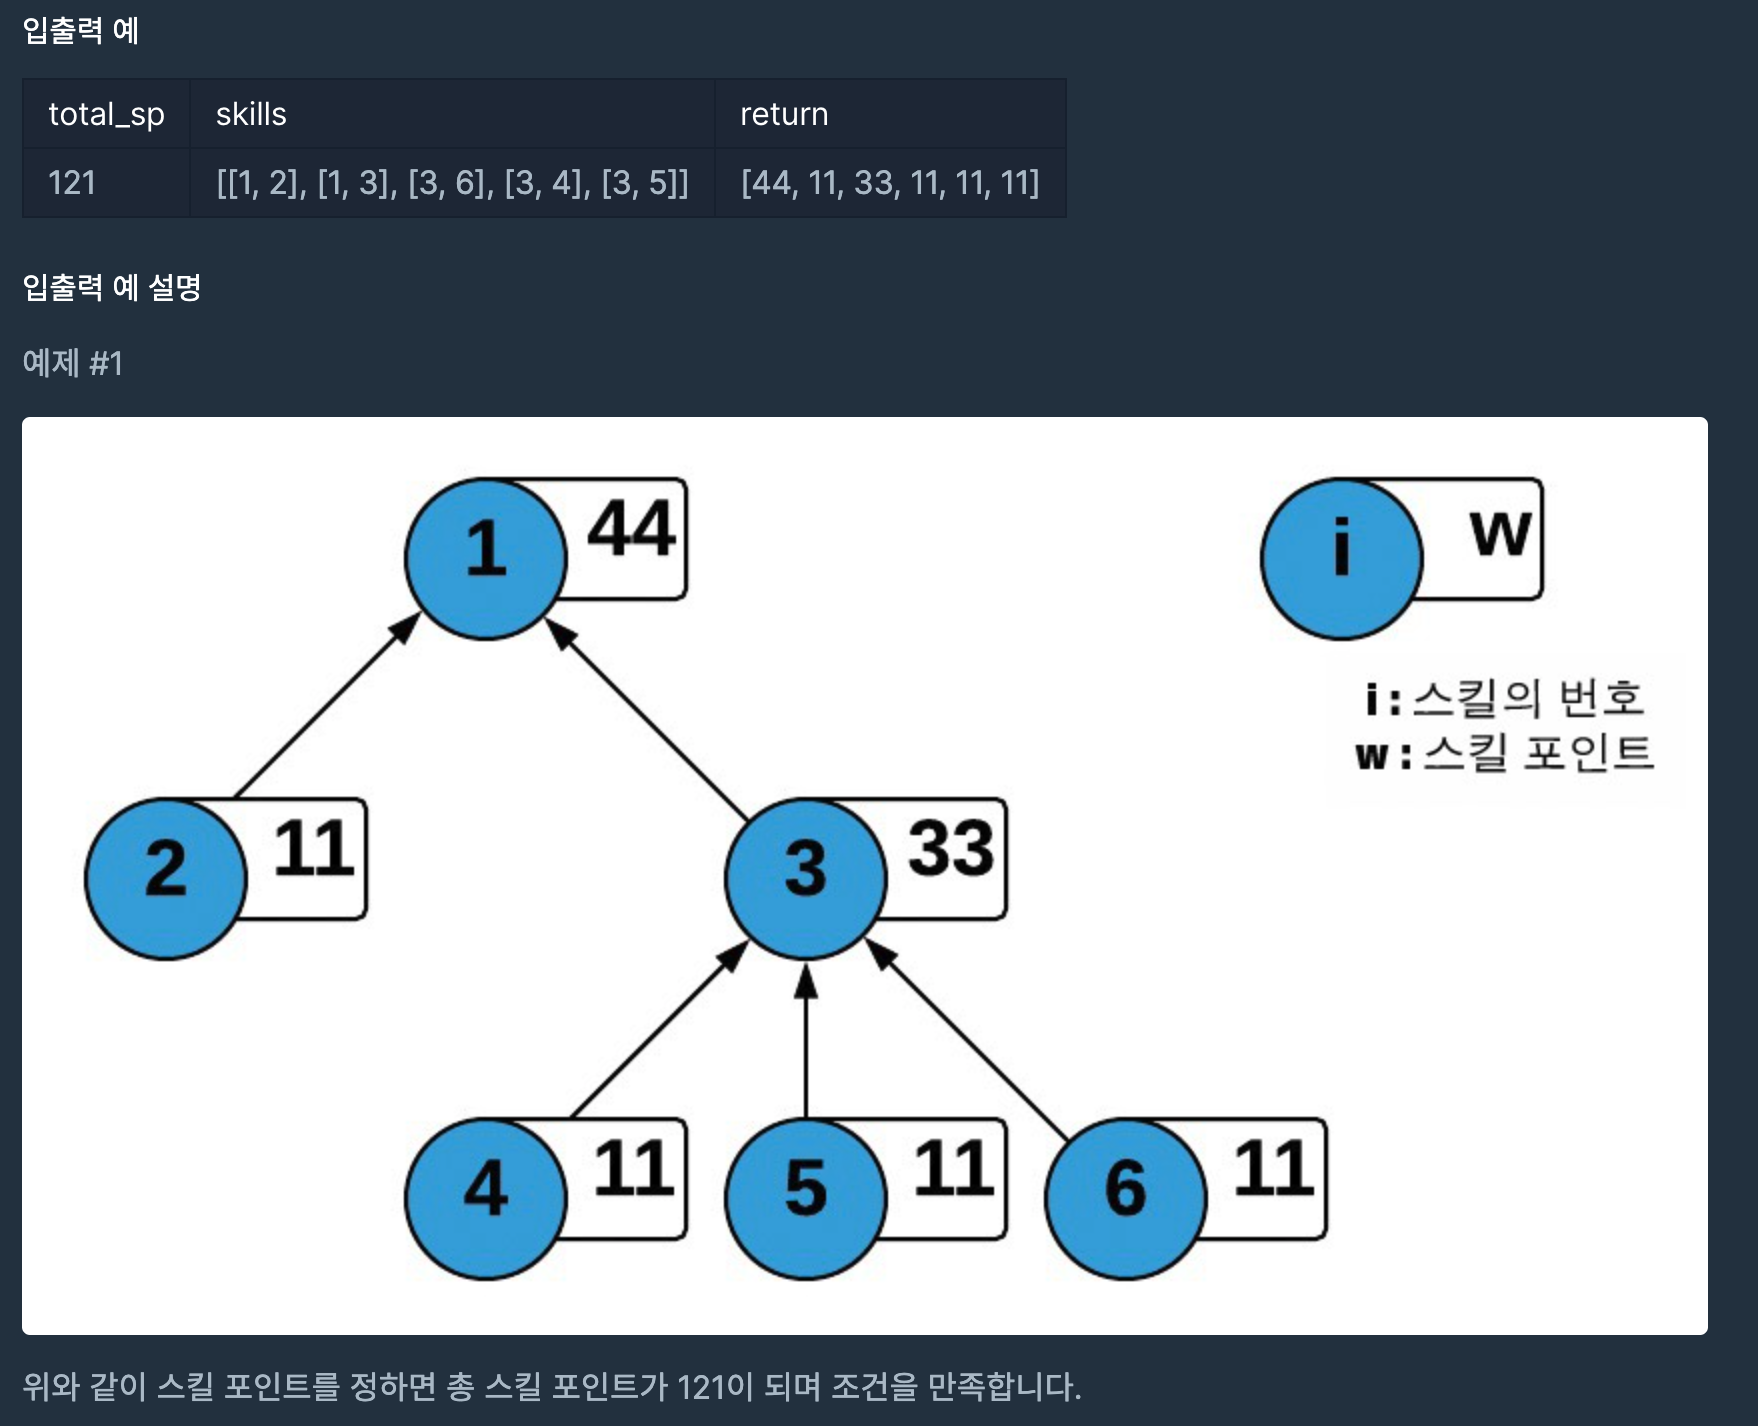 입출력 예
total_sp skills return
121 [[1, 2], [1, 3], [3, 6], [3, 4], [3, 5]] [44, 11, 33, 11, 11, 11]
입출력 예 설명
예제 #1
1 44
i w
i : 스킬의 번호
w : 스킬 포인트
2 11
3 33
4 11
5 11
6 11
위와 같이 스킬 포인트를 정하면 총 스킬 포인트가 121이 되며 조건을 만족합니다.